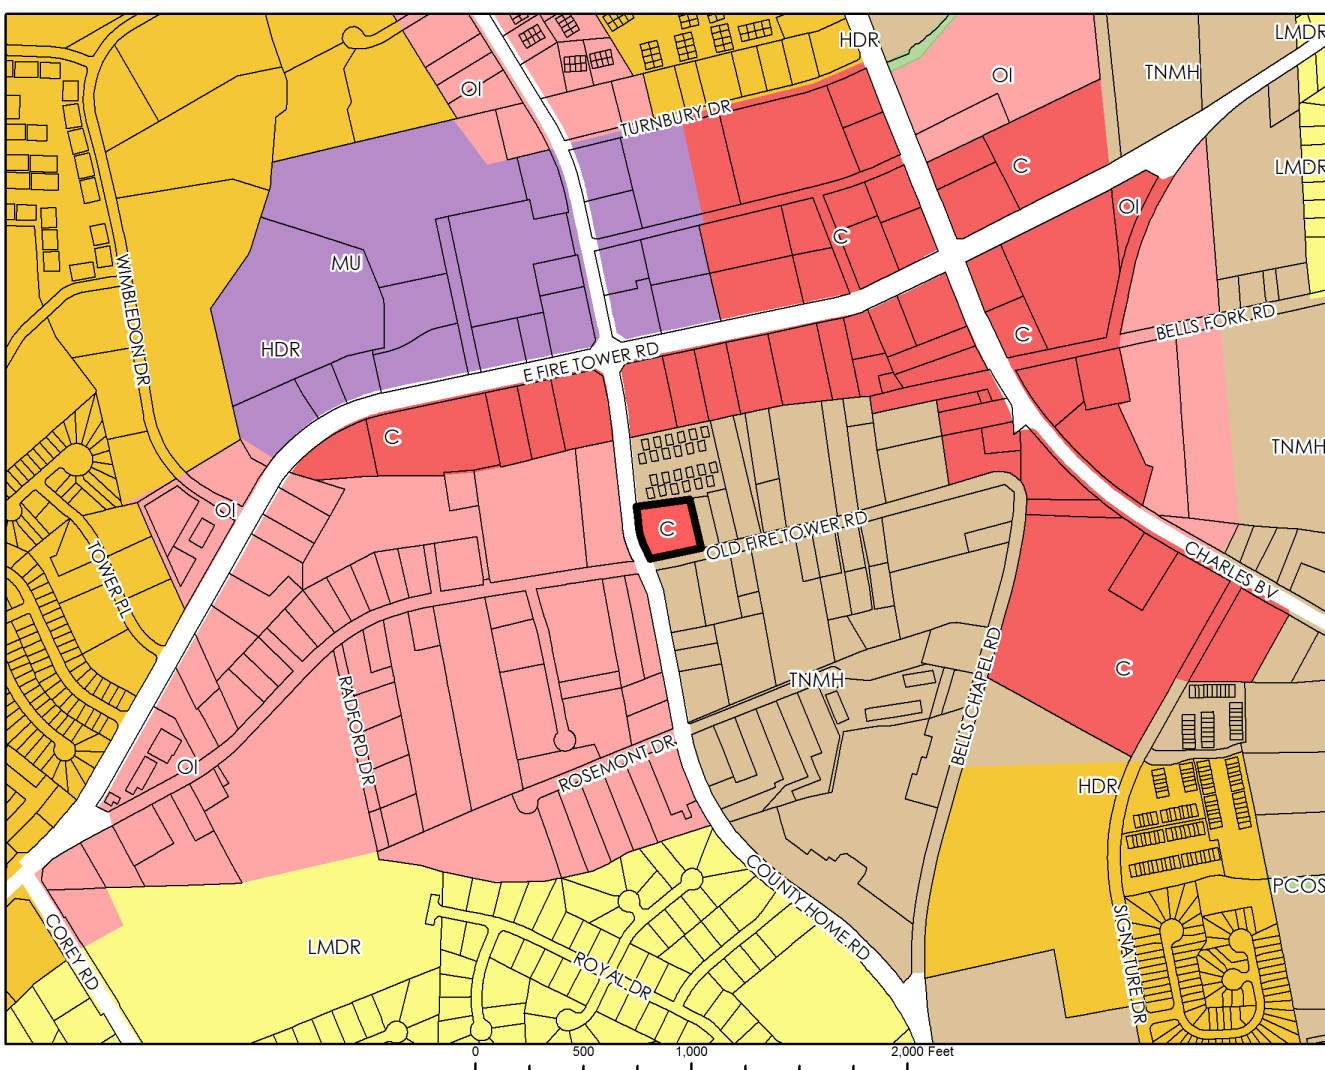 HDR
LMDR
OI
TNMH
OI
TURNBURY DR
C
LMDR
OI
C
MU
WIMBLEDON DR
BELLS FORK RD
C
HDR
E FIRE TOWER RD
C
TNMH
OI
C
OLD FIRE TOWER RD
TOWER PL
CHARLES BV
C
TNMH
BELLS CHAPEL RD
RADFORD DR
ROSEMONT DR
OI
HDR
COUNTY HOME RD
PCOS
SIGNATURE DR
COREY RD
LMDR
ROYAL DR
0 500 1,000 2,000 Feet